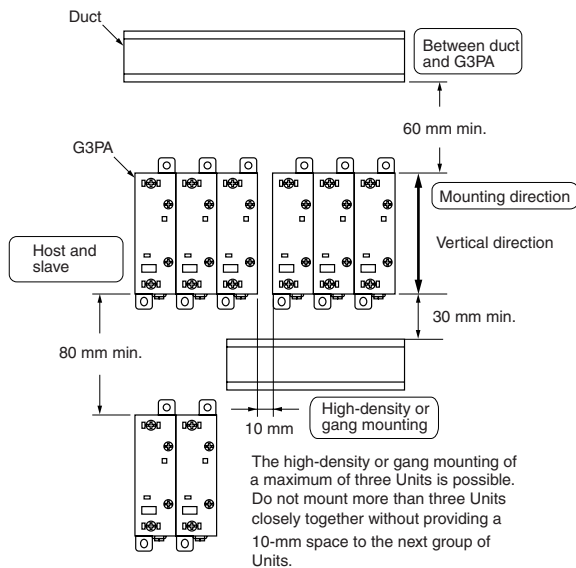 Duct
Between duct
and G3PA
60 mm min.
G3PA
Mounting direction
Host and
slave
Vertical direction
30 mm min.
80 mm min.
10 mm
High-density or
gang mounting
The high-density or gang mounting of
a maximum of three Units is possible.
Do not mount more than three Units
closely together without providing a
10-mm space to the next group of
Units.